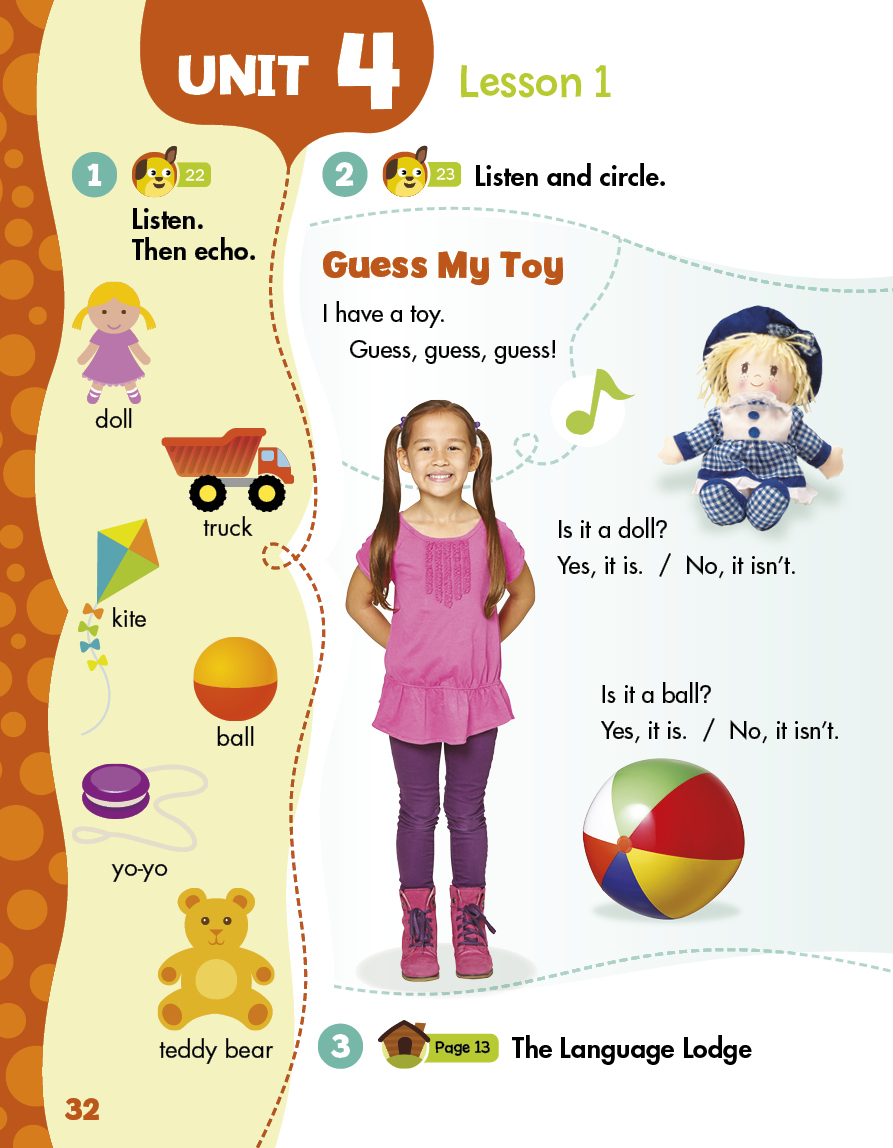 UNIT 4
Lesson 1
1
22
Listen.
Then echo.
doll
truck
kite
ball
yo-yo
teddy bear
2
23
Listen and circle.
Guess My Toy
I have a toy.
Guess, guess, guess!
Is it a doll?
Yes, it is. / No, it isn't.
Is it a ball?
Yes, it is. / No, it isn't.
3
Page 13
The Language Lodge
32